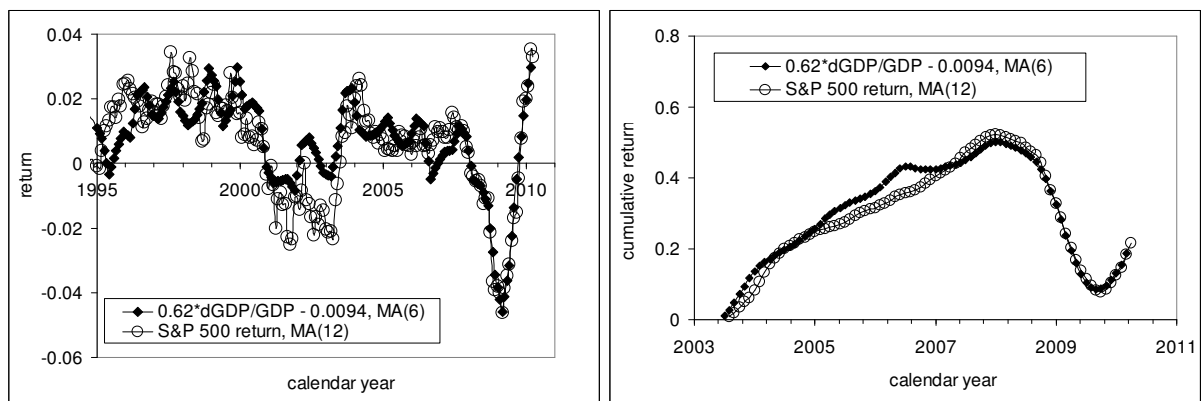 0.04
0.02
0
-0.02
-0.04
-0.06
return
1995
2000
2005
2010
0.62*dGDP/GDP - 0.0094, MA(6)
S&P 500 return, MA(12)
calendar year
0.8
0.6
0.4
0.2
0
cumulative return
0.62*dGDP/GDP - 0.0094, MA(6)
S&P 500 return, MA(12)
2003
2005
2007
2009
2011
calendar year